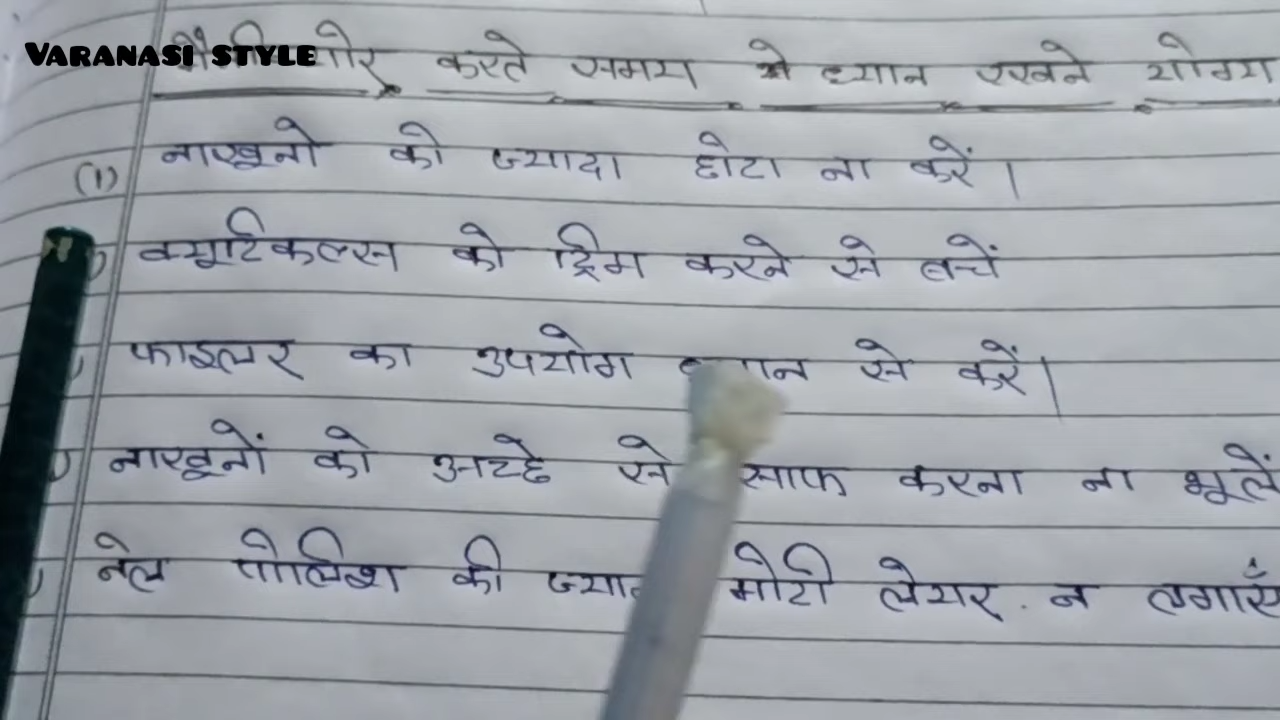 VARANASI STYLE
करते समय ये ध्यान रखने योग्य
(1) नाखूनो को ज्यादा छोटा ना करें।
क्यूटिकल्स को ट्रिम करने से बचें
फाइलर का उपयोग से करें।
नाखूनों को अच्छे से साफ करना ना भूलें
नेल पोलिश की मोटी लेयर न लगाएँ